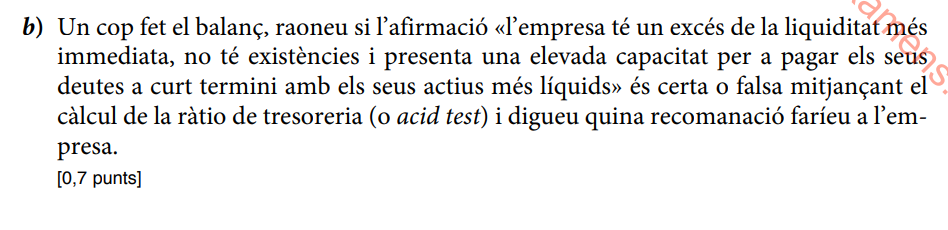 b) Un cop fet el balanç, raoneu si l’afirmació «l’empresa té un excés de la liquiditat més
immediata, no té existències i presenta una elevada capacitat per a pagar els seus
deutes a curt termini amb els seus actius més líquids» és certa o falsa mitjançant el
càlcul de la ràtio de tresoreria (o acid test) i digueu quina recomanació faríeu a l’em-
presa.
[0,7 punts]